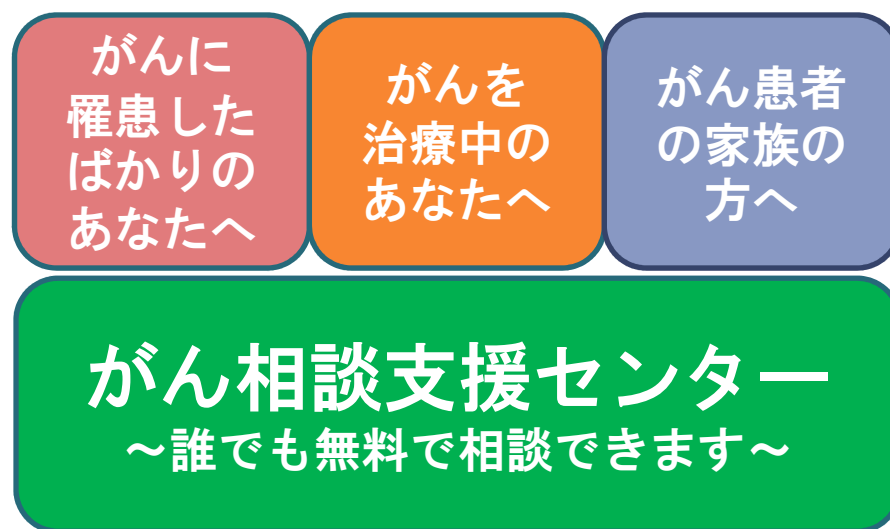 がんに
罹患した
ばかりの
あなたへ
がんを
治療中の
あなたへ
がん患者
の家族の
方へ
がん相談支援センター
～誰でも無料で相談できます～